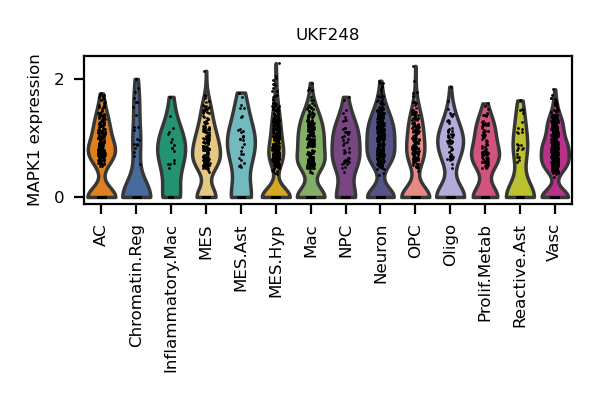 UKF248
MAPK1 expression
2
0
AC
Chromatin.Reg
Inflammatory.Mac
MES
MES.Ast
MES.Hyp
Mac
NPC
Neuron
OPC
Oligo
Prolif.Metab
Reactive.Ast
Vasc